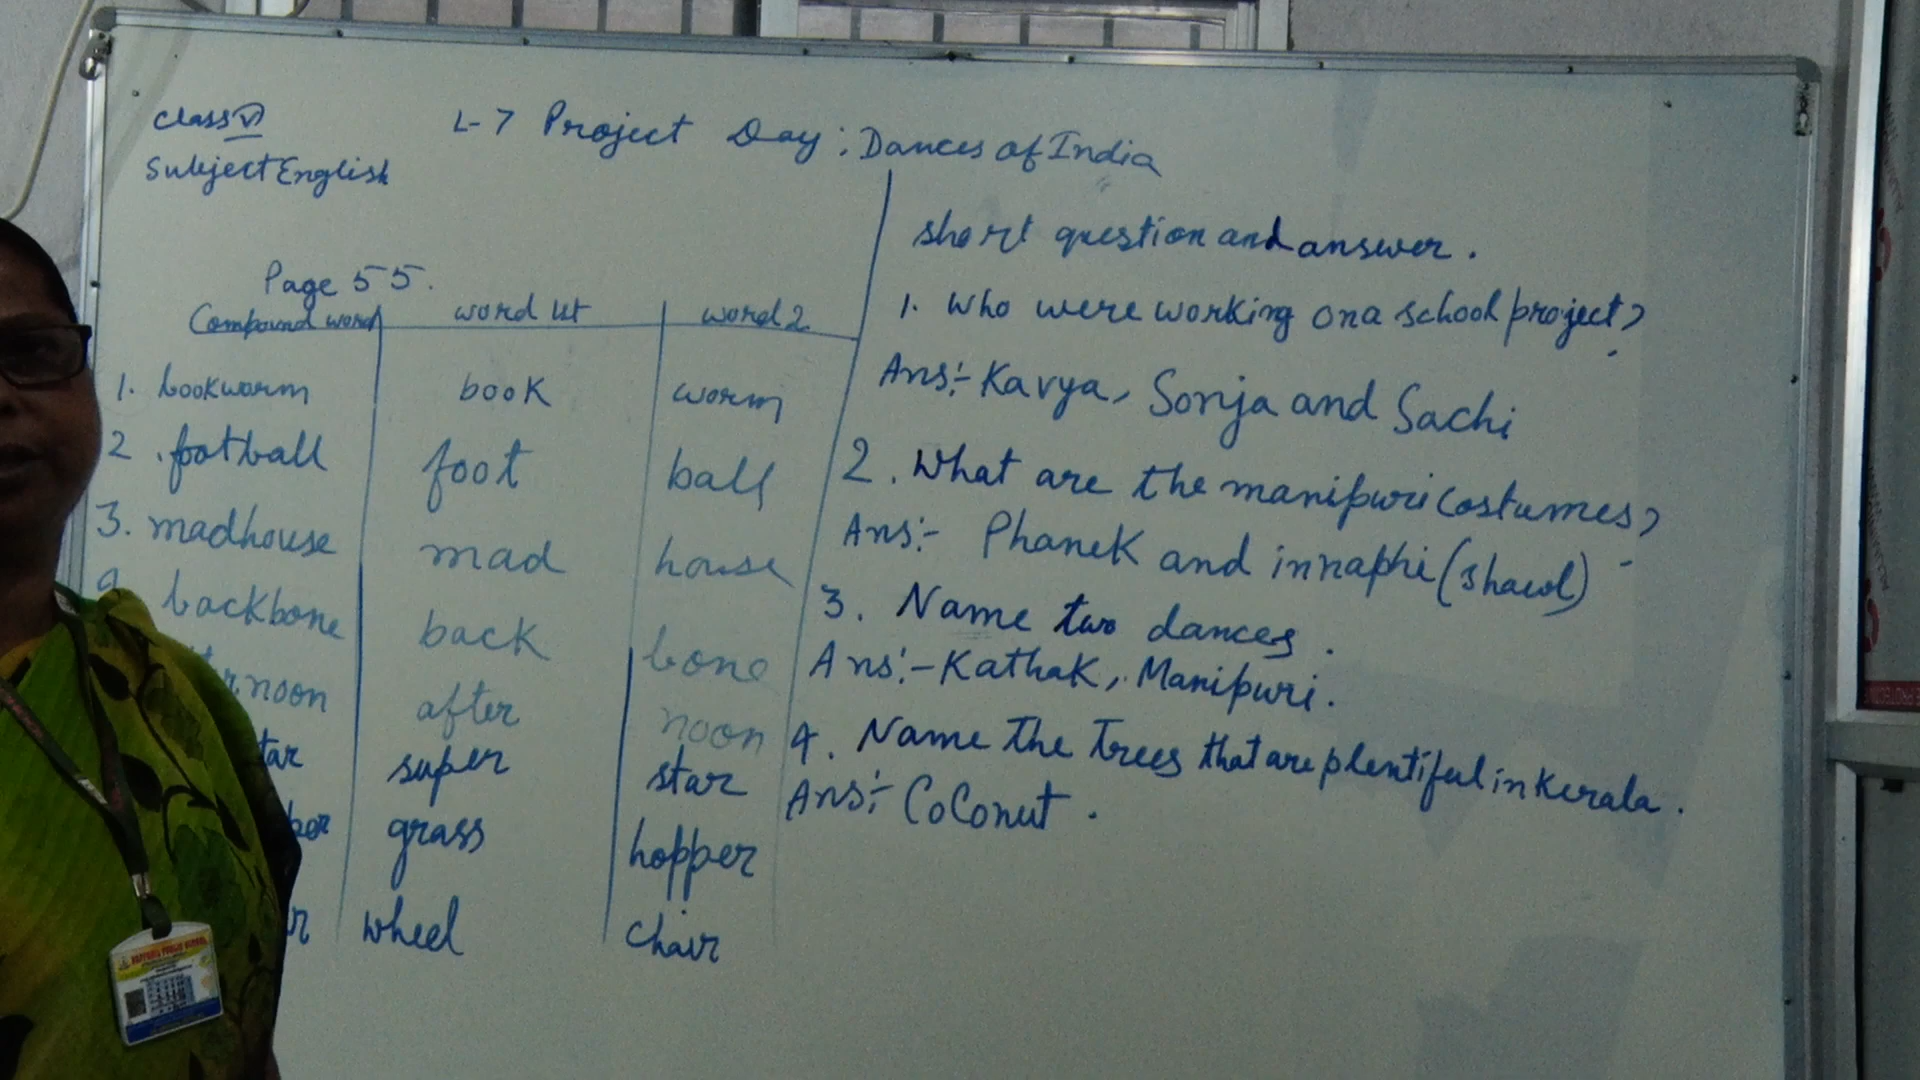 Class V
Subject English
L-7 Project Day : Dances of India
Page 55.
Compound word word 1st word 2
1. bookworm book worm
2. football foot ball
3. madhouse mad house
backbone back bone
noon after noon
tar super star
per grass hopper
r wheel chair
short question and answer.
1. Who were working on a school project?
Ans:- Kavya, Sonja and Sachi
2. What are the manipuri costumes?
Ans:- Phanek and innaphi (shawl)
3. Name two dances.
Ans:- Kathak, Manipuri.
4. Name the Trees that are plentiful in Kerala.
Ans:- CoConut.